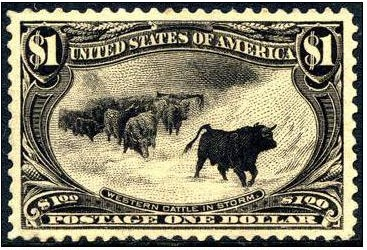 $1 UNITED STATES OF AMERICA $1
WESTERN CATTLE IN STORM
$1.00 $1.00
POSTAGE ONE DOLLAR